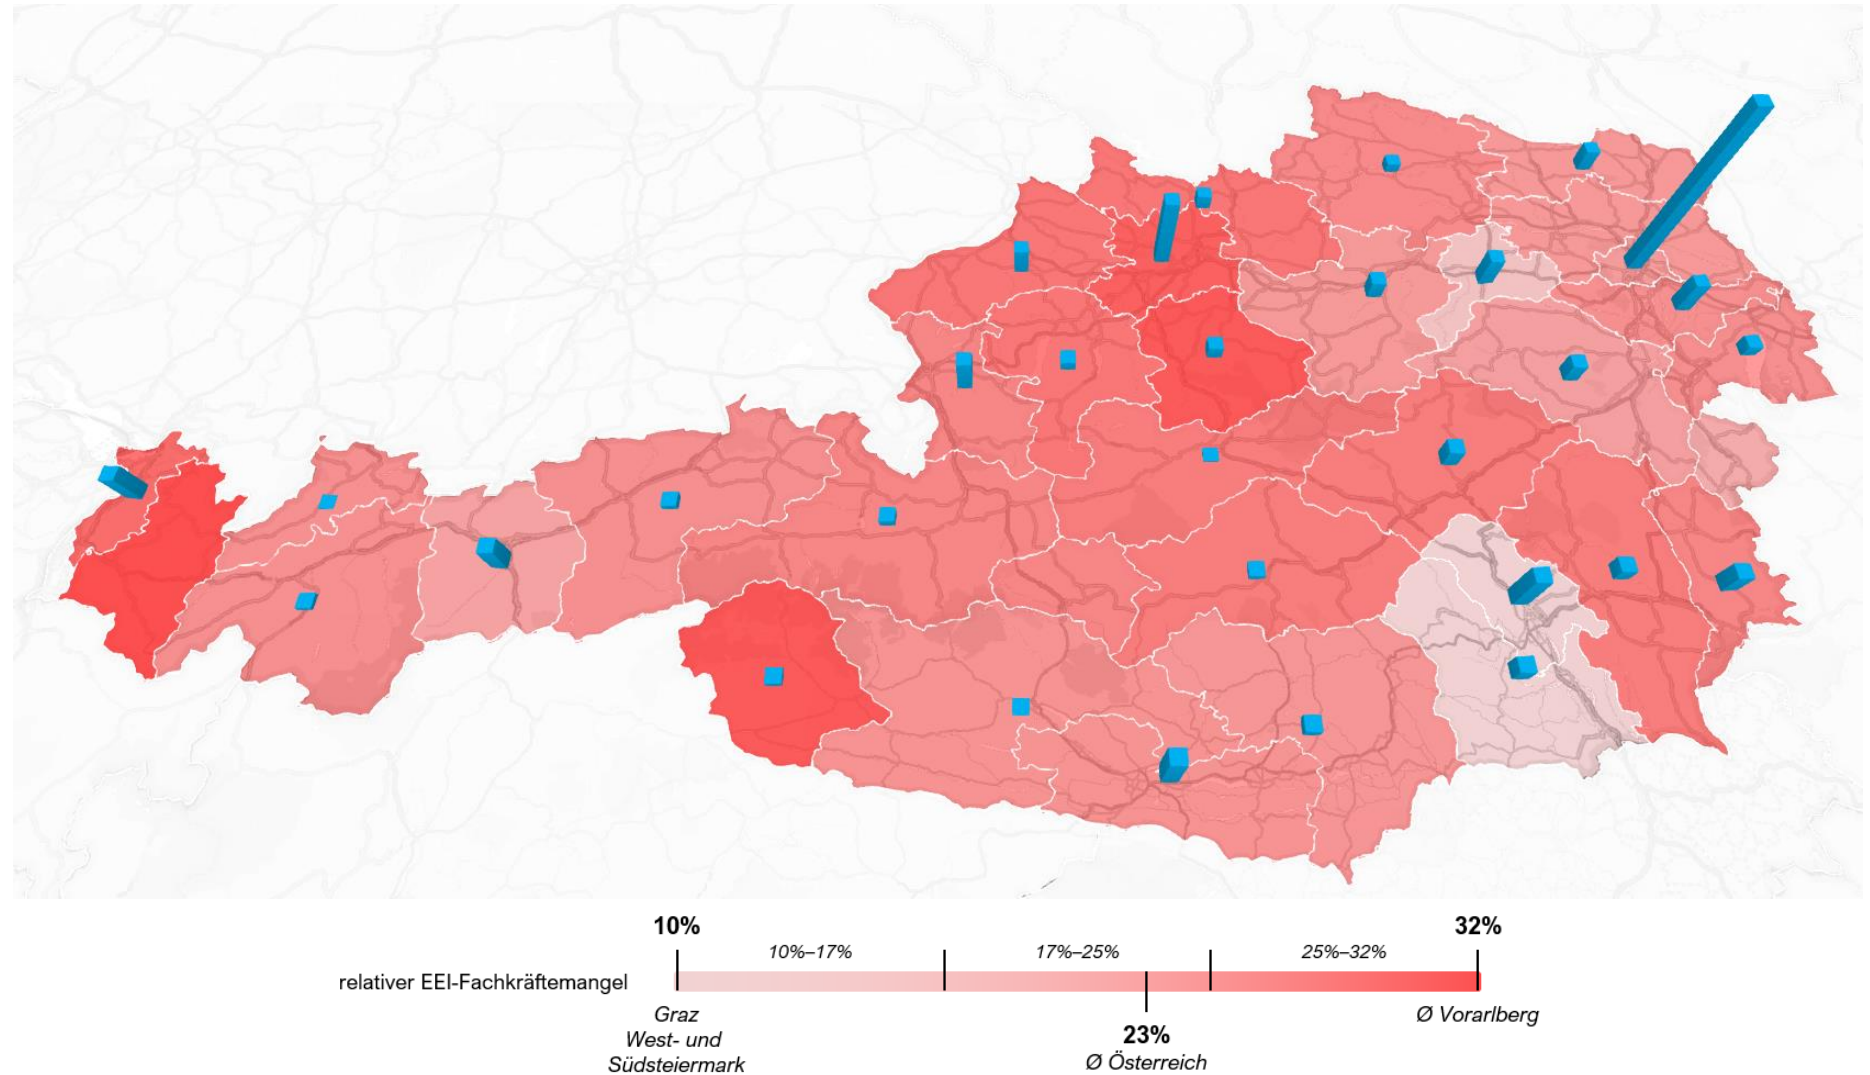 10%
32%
10%–17%
17%–25%
25%–32%
relativer EEI-Fachkräftemangel
Graz
West- und
Südsteiermark
23%
Ø Österreich
Ø Vorarlberg